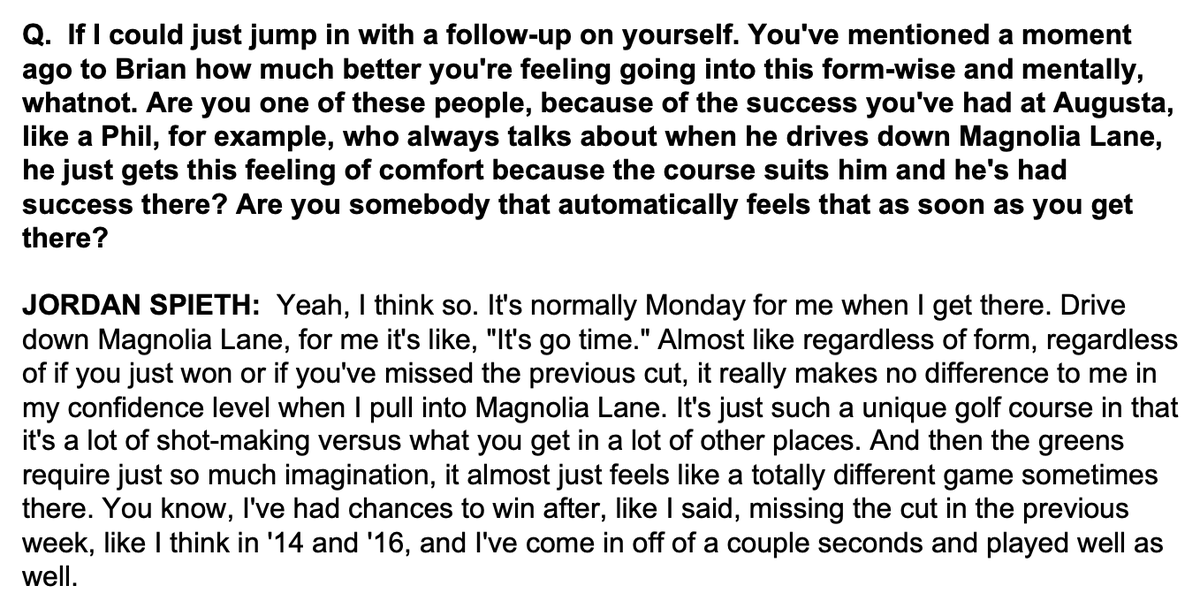 Q.  If I could just jump in with a follow-up on yourself. You've mentioned a moment
ago to Brian how much better you're feeling going into this form-wise and mentally,
whatnot. Are you one of these people, because of the success you've had at Augusta,
like a Phil, for example, who always talks about when he drives down Magnolia Lane,
he just gets this feeling of comfort because the course suits him and he's had
success there? Are you somebody that automatically feels that as soon as you get
there?
JORDAN SPIETH:  Yeah, I think so. It's normally Monday for me when I get there. Drive
down Magnolia Lane, for me it's like, "It's go time." Almost like regardless of form, regardless
of if you just won or if you've missed the previous cut, it really makes no difference to me in
my confidence level when I pull into Magnolia Lane. It's just such a unique golf course in that
it's a lot of shot-making versus what you get in a lot of other places. And then the greens
require just so much imagination, it almost just feels like a totally different game sometimes
there. You know, I've had chances to win after, like I said, missing the cut in the previous
week, like I think in '14 and '16, and I've come in off of a couple seconds and played well as
well.